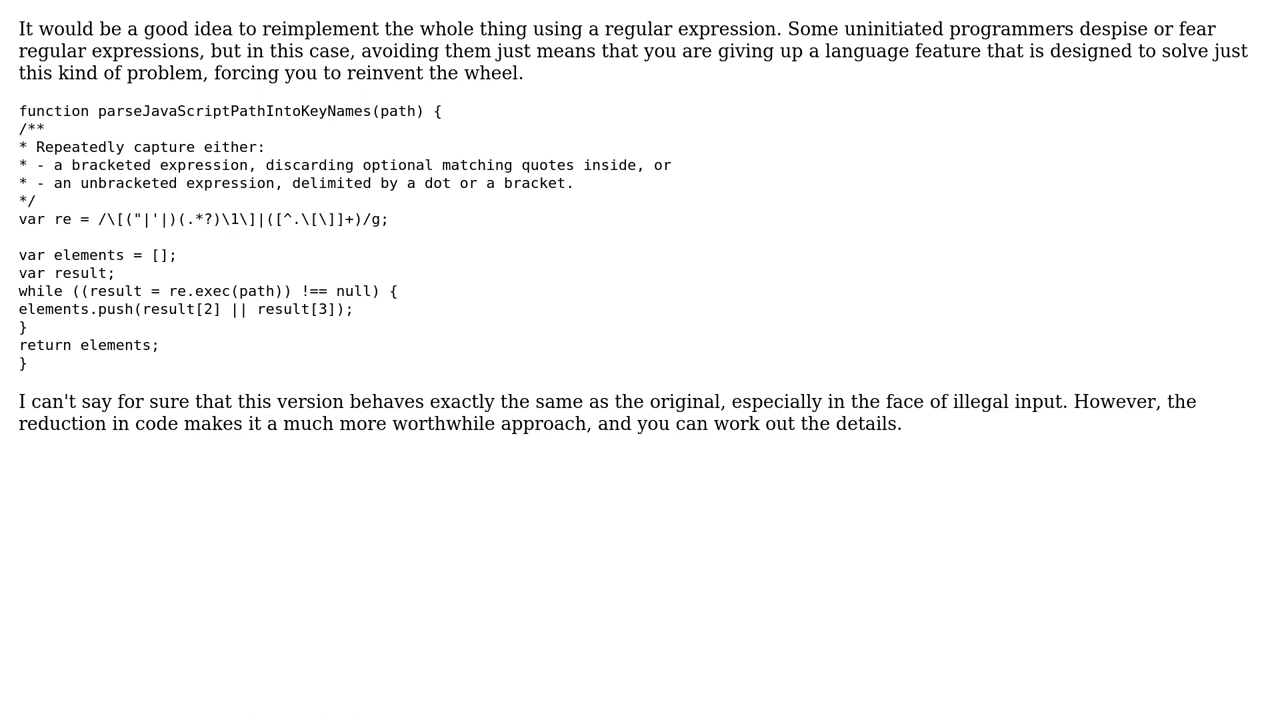 It would be a good idea to reimplement the whole thing using a regular expression. Some uninitiated programmers despise or fear
regular expressions, but in this case, avoiding them just means that you are giving up a language feature that is designed to solve just
this kind of problem, forcing you to reinvent the wheel.
function parseJavaScriptPathIntoKeyNames(path) {
/**
* Repeatedly capture either:
* - a bracketed expression, discarding optional matching quotes inside, or
* - an unbracketed expression, delimited by a dot or a bracket.
*/
var re = /\[("|'|)(.*?)\1\]|([^.\[\]]+)/g;
var elements = [];
var result;
while ((result = re.exec(path)) !== null) {
elements.push(result[2] || result[3]);
}
return elements;
}
I can't say for sure that this version behaves exactly the same as the original, especially in the face of illegal input. However, the
reduction in code makes it a much more worthwhile approach, and you can work out the details.